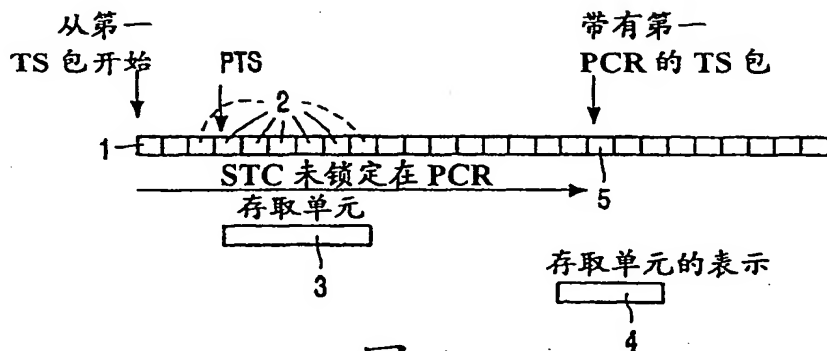 从第一
TS 包开始
PTS
2
带有第一
PCR 的 TS 包
1
STC 未锁定在 PCR
5
存取单元
3
存取单元的表示
4